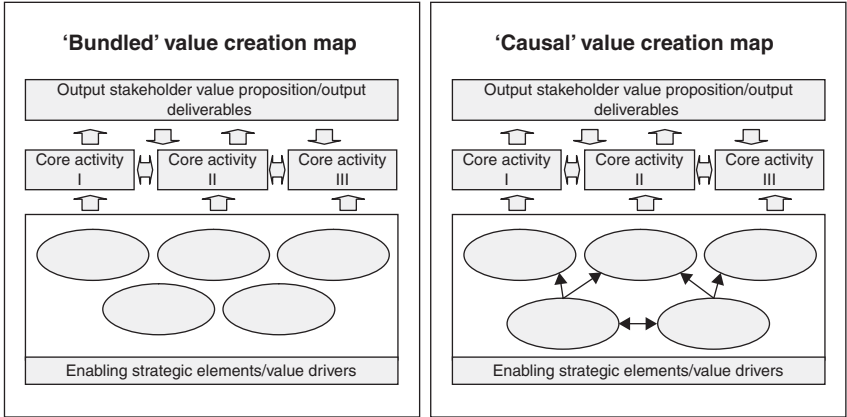 ‘Bundled’ value creation map
Output stakeholder value proposition/output
deliverables
Core activity
I
Core activity
II
Core activity
III
Enabling strategic elements/value drivers
‘Causal’ value creation map
Output stakeholder value proposition/output
deliverables
Core activity
I
Core activity
II
Core activity
III
Enabling strategic elements/value drivers